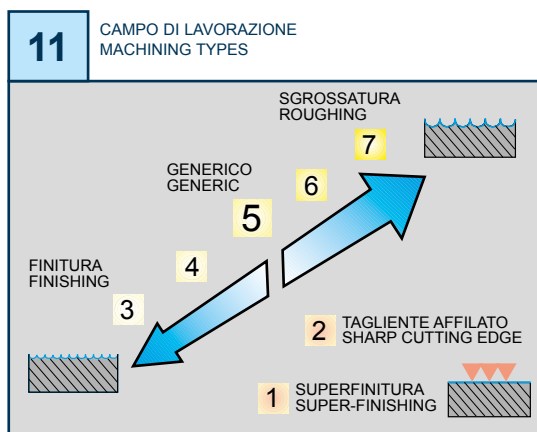 11
CAMPO DI LAVORAZIONE
MACHINING TYPES
SGROSSATURA
ROUGHING
7
GENERICO
GENERIC
6
5
4
FINITURA
FINISHING
3
2
TAGLIENTE AFFILATO
SHARP CUTTING EDGE
1
SUPERFINITURA
SUPER-FINISHING